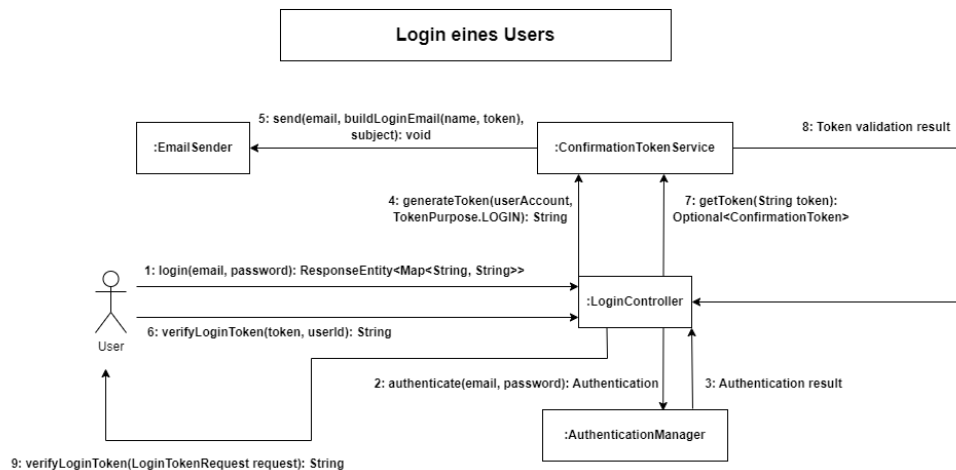 Login eines Users
5: send(email, buildLoginEmail(name, token),
subject): void
8: Token validation result
:EmailSender
:ConfirmationTokenService
4: generateToken(userAccount,
TokenPurpose.LOGIN): String
7: getToken(String token):
Optional<ConfirmationToken>
1: login(email, password): ResponseEntity<Map<String, String>>
:LoginController
6: verifyLoginToken(token, userId): String
User
2: authenticate(email, password): Authentication
3: Authentication result
:AuthenticationManager
9: verifyLoginToken(LoginTokenRequest request): String